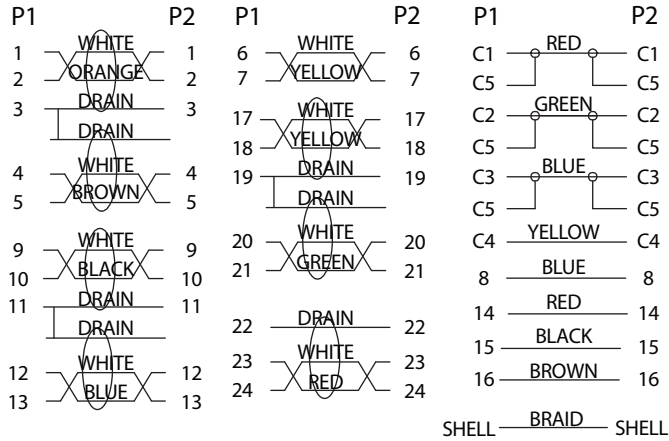 P1 P2
1 WHITE 1
2 ORANGE 2
3 DRAIN 3
DRAIN
4 WHITE 4
5 BROWN 5
9 WHITE 9
10 BLACK 10
11 DRAIN 11
DRAIN
12 WHITE 12
13 BLUE 13
P1 P2
6 WHITE 6
7 YELLOW 7
17 WHITE 17
18 YELLOW 18
19 DRAIN 19
DRAIN
20 WHITE 20
21 GREEN 21
22 DRAIN 22
23 WHITE 23
24 RED 24
P1 P2
C1 RED C1
C5 C5
C2 GREEN C2
C5 C5
C3 BLUE C3
C5 C5
C4 YELLOW C4
8 BLUE 8
14 RED 14
15 BLACK 15
16 BROWN 16
SHELL BRAID SHELL